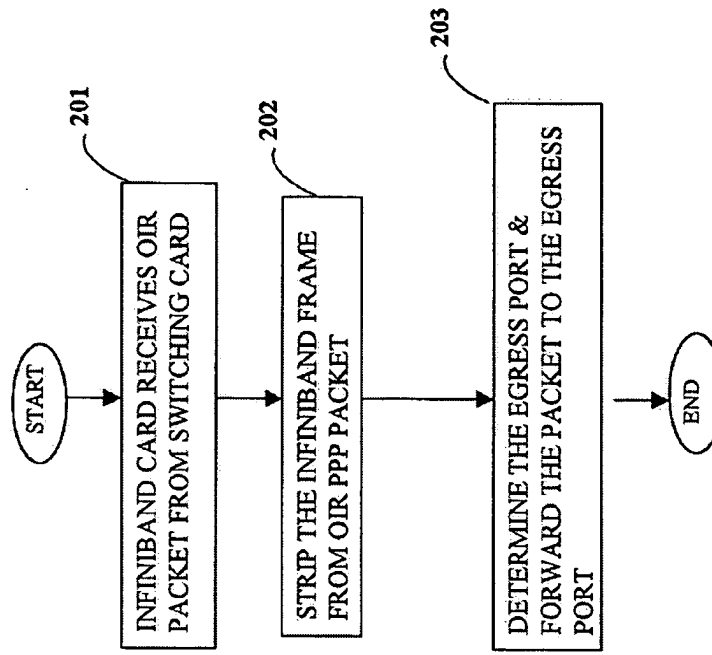 START
201
INFINIBAND CARD RECEIVES OIR
PACKET FROM SWITCHING CARD
202
STRIP THE INFINIBAND FRAME
FROM OIR PPP PACKET
203
DETERMINE THE EGRESS PORT &
FORWARD THE PACKET TO THE EGRESS
PORT
END